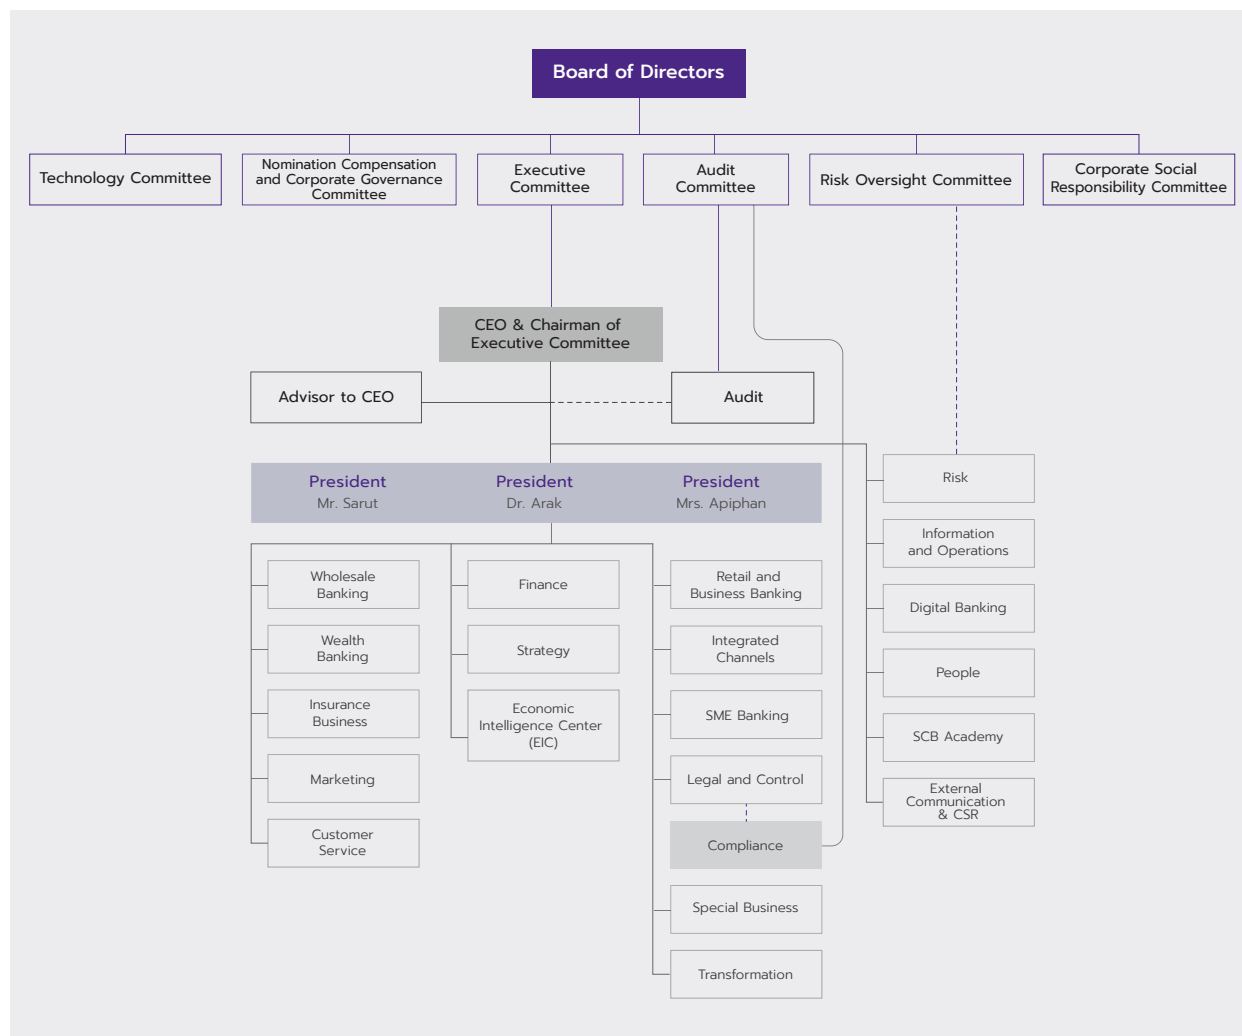 Board of Directors
Technology Committee
Nomination Compensation
and Corporate Governance
Committee
Executive
Committee
Audit
Committee
Risk Oversight Committee
Corporate Social
Responsibility Committee
CEO & Chairman of
Executive Committee
Advisor to CEO
Audit
President
Mr. Sarut
President
Dr. Arak
President
Mrs. Apiphan
Wholesale
Banking
Wealth
Banking
Insurance
Business
Marketing
Customer
Service
Finance
Strategy
Economic
Intelligence Center
(EIC)
Retail and
Business Banking
Integrated
Channels
SME Banking
Legal and Control
Compliance
Special Business
Transformation
Risk
Information
and Operations
Digital Banking
People
SCB Academy
External
Communication
& CSR